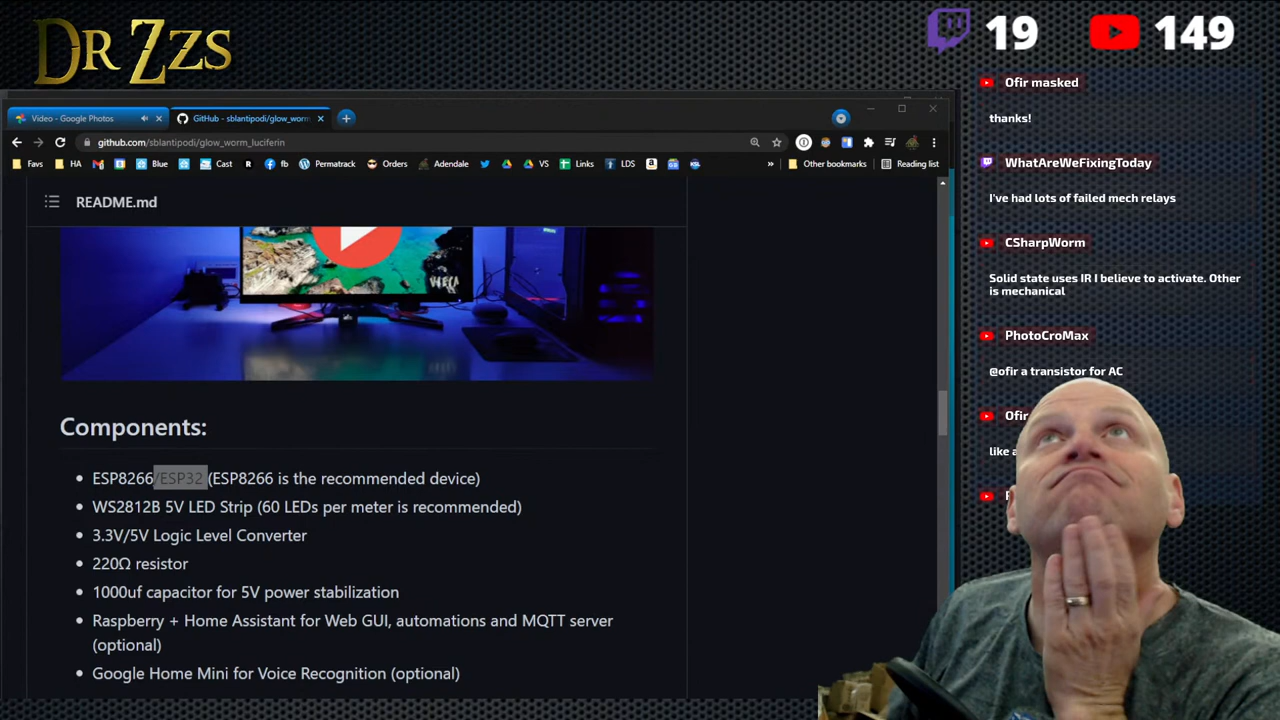 DR ZZS
19
149
Video - Google Photos
GitHub - sblantipodi/glow_worm
github.com/sblantipodi/glow_worm_luciferin
Favs
HA
Blue
Cast
fb
Permatrack
Orders
Adendale
VS
Links
LDS
Other bookmarks
Reading list
README.md
Components:
ESP8266/ESP32 (ESP8266 is the recommended device)
WS2812B 5V LED Strip (60 LEDs per meter is recommended)
3.3V/5V Logic Level Converter
220Ω resistor
1000uf capacitor for 5V power stabilization
Raspberry + Home Assistant for Web GUI, automations and MQTT server
(optional)
Google Home Mini for Voice Recognition (optional)
Ofir masked
thanks!
WhatAreWeFixingToday
I've had lots of failed mech relays
CSharpWorm
Solid state uses IR I believe to activate. Other
is mechanical
PhotoCroMax
@ofir a transistor for AC
Ofir
like